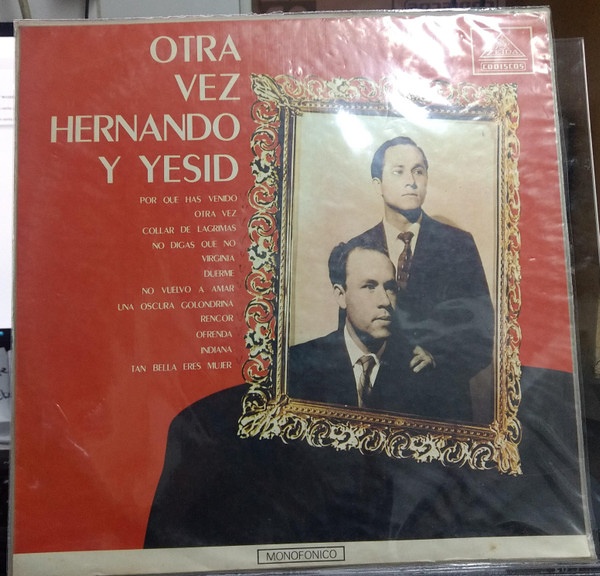 OTRA
VEZ
HERNANDO
Y YESID
POR QUE HAS VENIDO
OTRA VEZ
COLLAR DE LAGRIMAS
NO DIGAS QUE NO
VIRGINIA
DUERME
NO VUELVO A AMAR
UNA OSCURA GOLONDRINA
RENCOR
OFRENDA
INDIANA
TAN BELLA ERES MUJER
CODISCOS
MONOFONICO